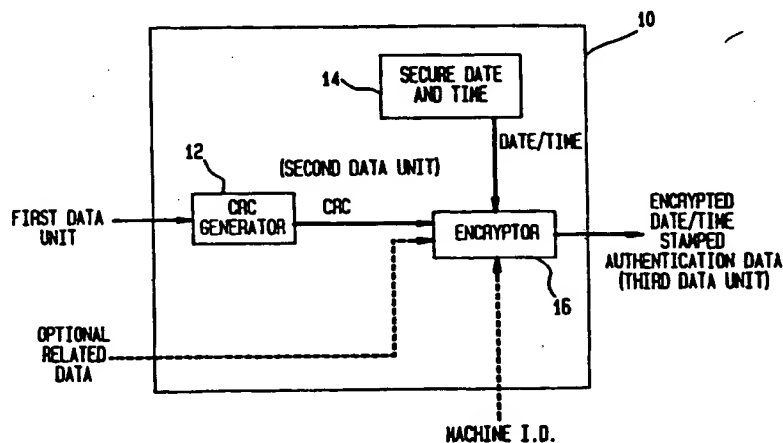 10
14
SECURE DATE
AND TIME
DATE/TIME
(SECOND DATA UNIT)
12
CRC
GENERATOR
CRC
FIRST DATA
UNIT
ENCRYPTOR
16
ENCRYPTED
DATE/TIME
STAMPED
AUTHENTICATION DATA
(THIRD DATA UNIT)
OPTIONAL
RELATED
DATA
MACHINE I.D.